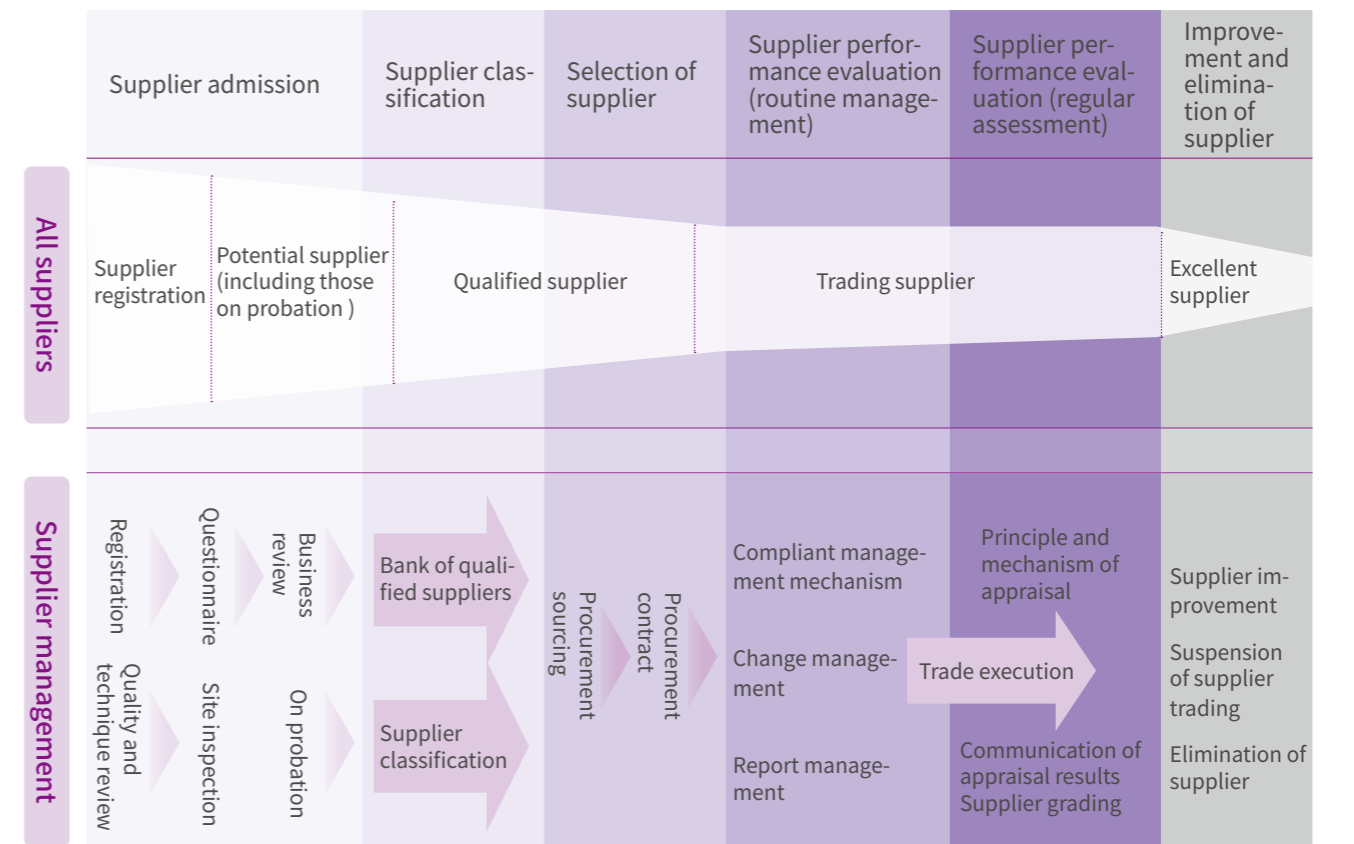 Supplier admission
Supplier clas-
sification
Selection of
supplier
Supplier perfor-
mance evaluation
(routine manage-
ment)
Supplier per-
formance eval-
uation (regular
assessment)
Improve-
ment and
elimina-
tion of
supplier
All suppliers
Supplier
registration
Potential supplier
(including those
on probation )
Qualified supplier
Trading supplier
Excellent
supplier
Supplier management
Registration
Questionnaire
Business
review
Quality and
technique review
Site inspection
On probation
Bank of quali-
fied suppliers
Supplier
classification
Procurement
sourcing
Procurement
contract
Compliant manage-
ment mechanism
Change manage-
ment
Report manage-
ment
Trade execution
Principle and
mechanism of
appraisal
Communication of
appraisal results
Supplier grading
Supplier im-
provement
Suspension
of supplier
trading
Elimination of
supplier